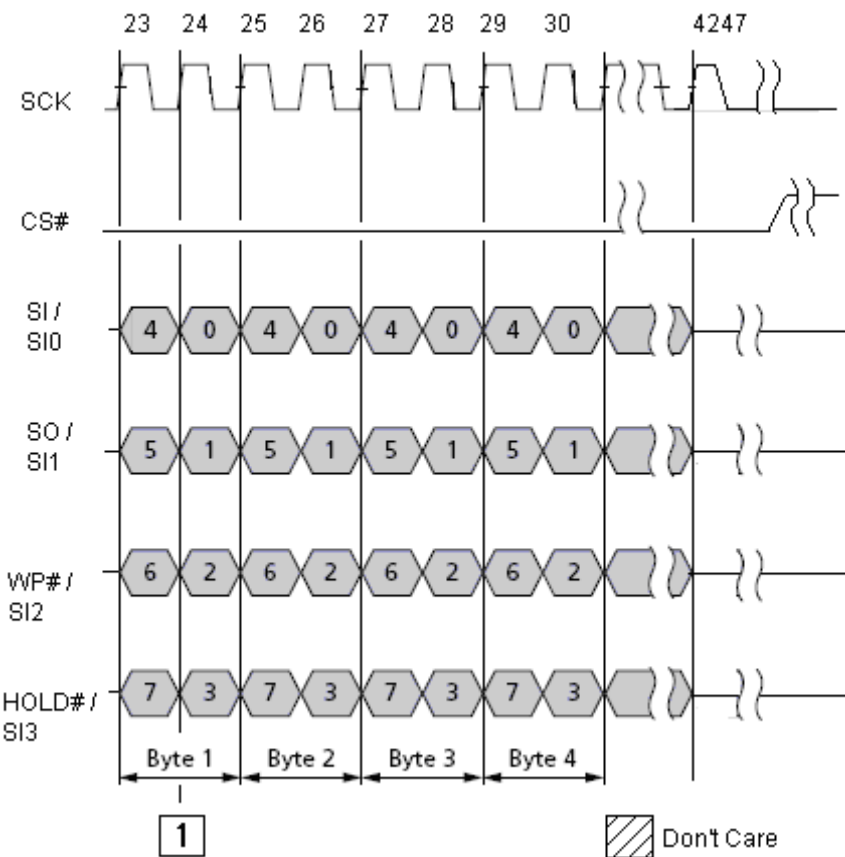 23 24 25 26 27 28 29 30 4247
SCK
CS#
SI /
SI0
4 0 4 0 4 0 4 0
SO /
SI1
5 1 5 1 5 1 5 1
WP# /
SI2
6 2 6 2 6 2 6 2
HOLD# /
SI3
7 3 7 3 7 3 7 3
Byte 1 Byte 2 Byte 3 Byte 4
1
Don't Care